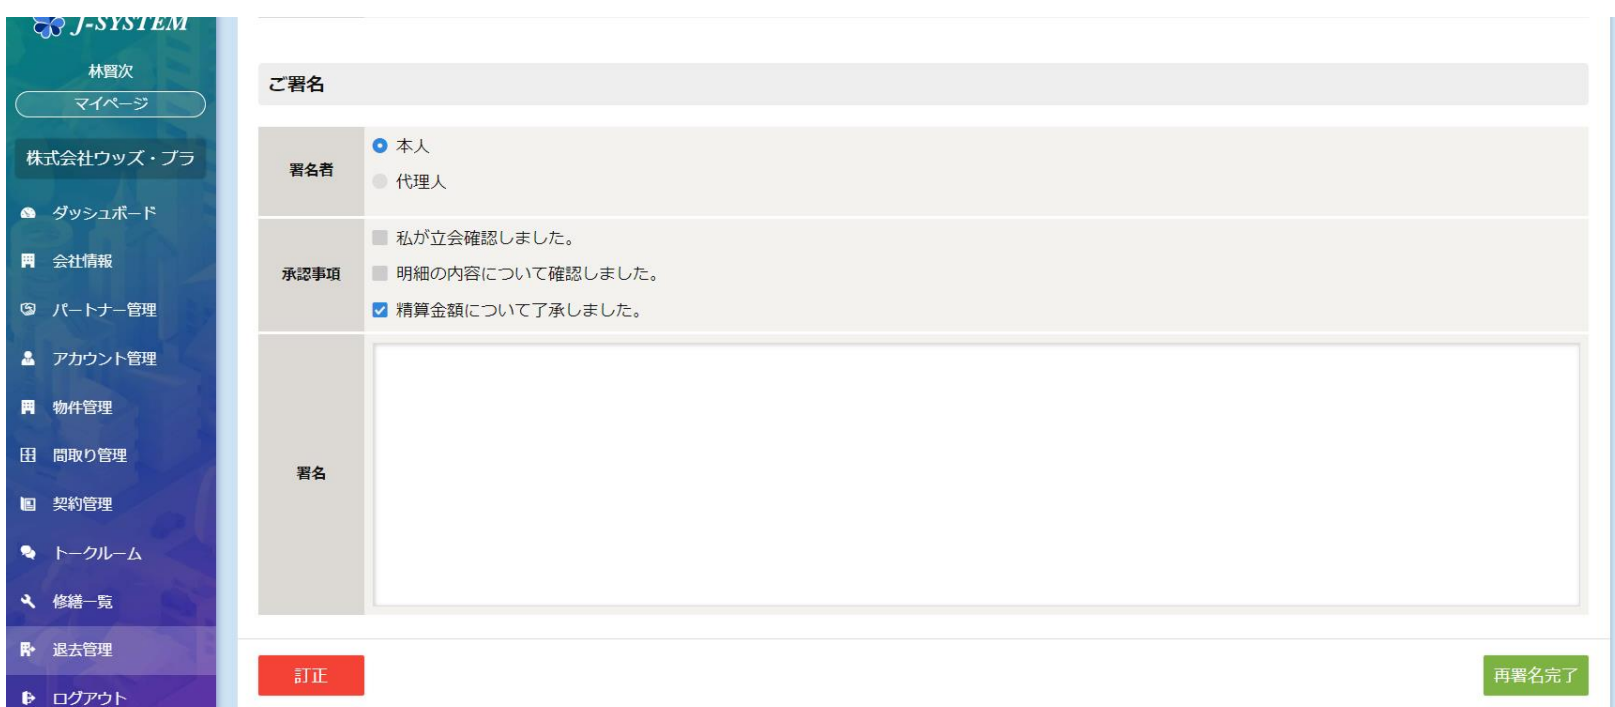 J-SYSTEM
林賢次
マイページ
株式会社ウッズ・プラ
ダッシュボード
会社情報
パートナー管理
アカウント管理
物件管理
間取り管理
契約管理
トークルーム
修繕一覧
退去管理
ログアウト
ご署名
署名者
本人
代理人
承認事項
私が立会確認しました。
明細の内容について確認しました。
精算金額について了承しました。
署名
訂正
再署名完了